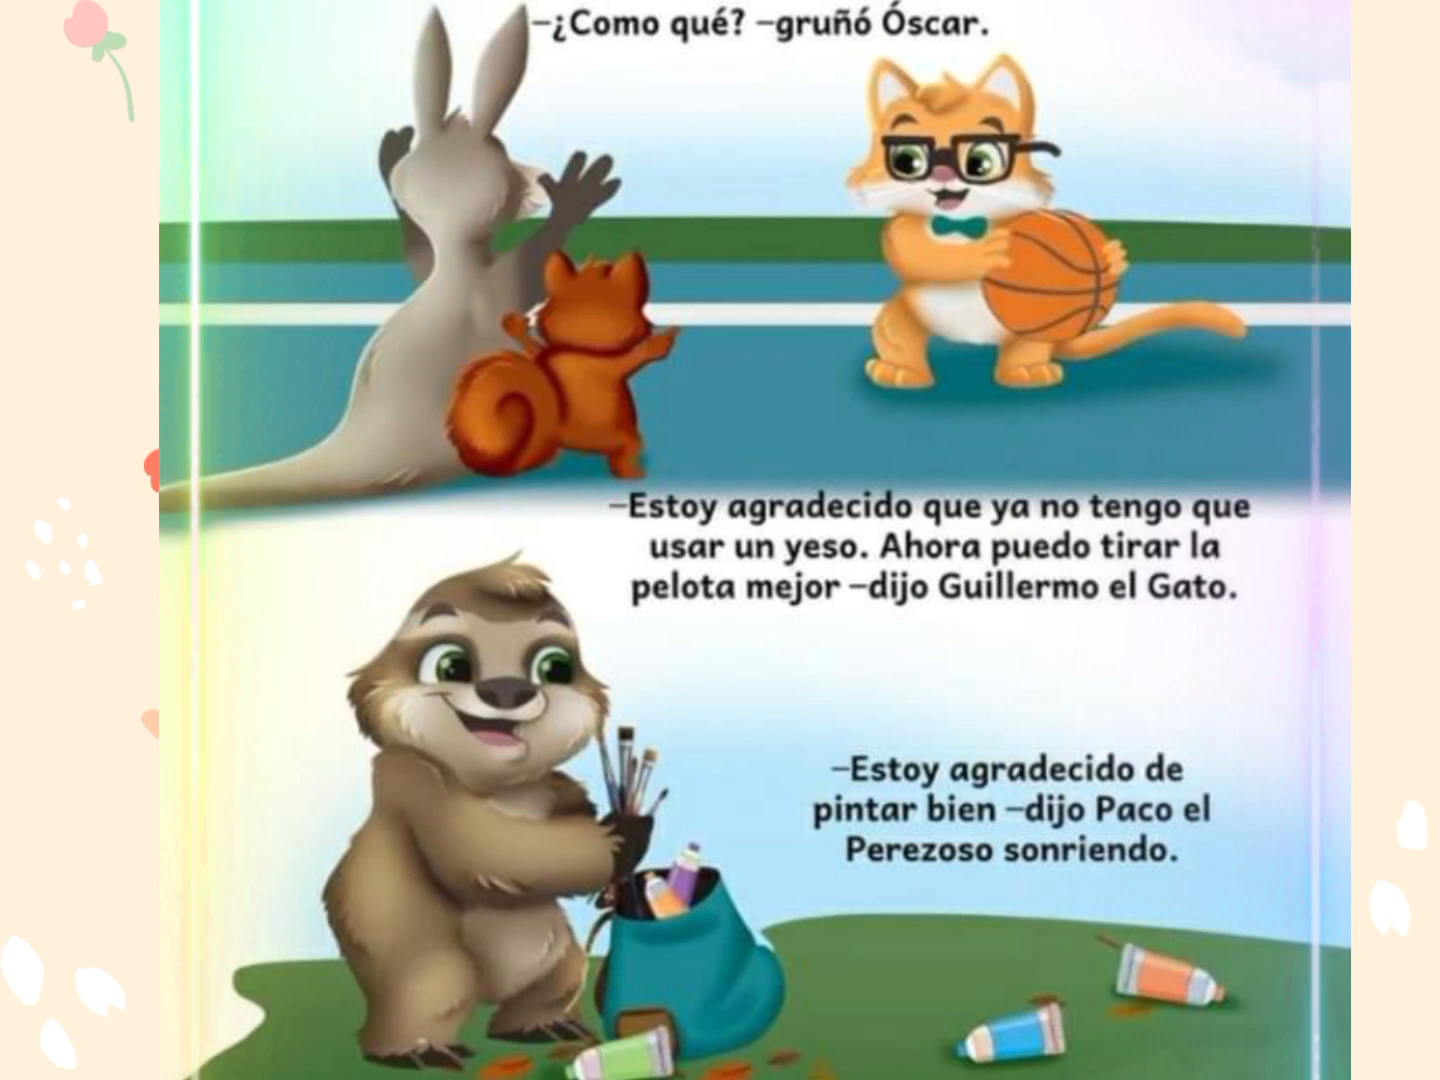 –¿Como qué? –gruñó Óscar.
–Estoy agradecido que ya no tengo que
usar un yeso. Ahora puedo tirar la
pelota mejor –dijo Guillermo el Gato.
–Estoy agradecido de
pintar bien –dijo Paco el
Perezoso sonriendo.